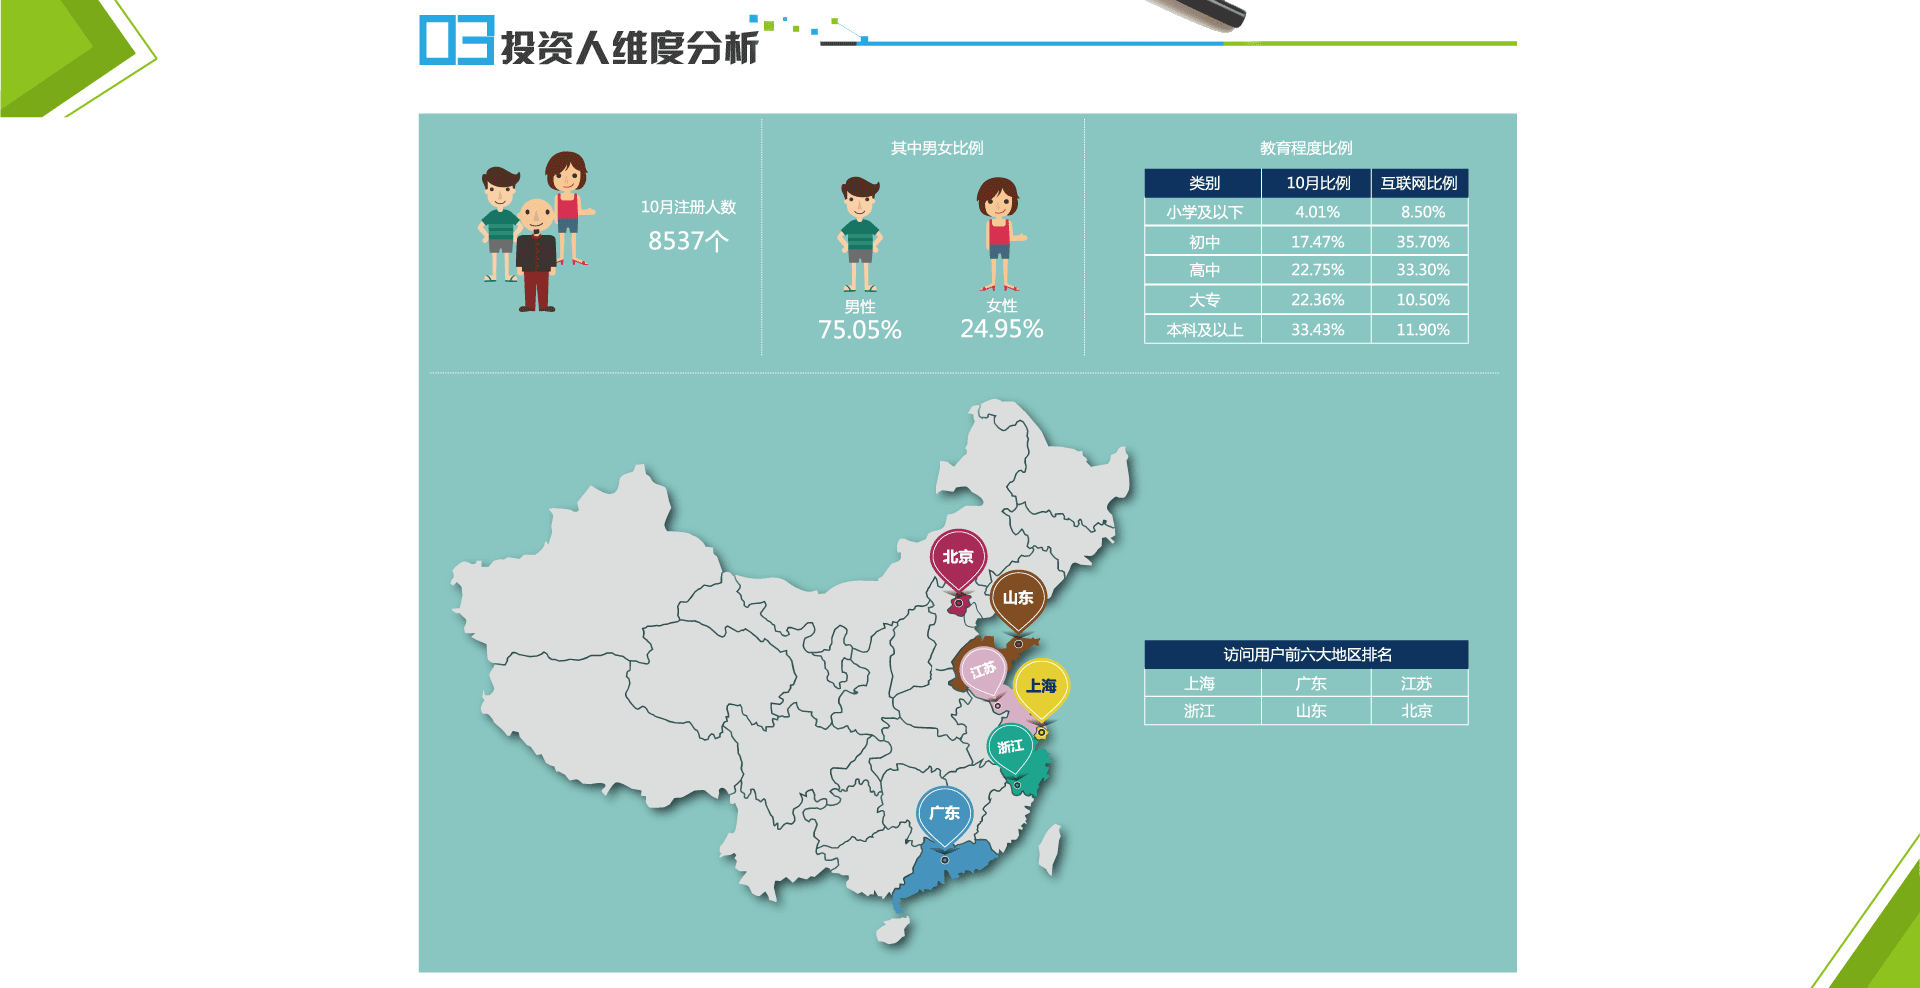 03投资人维度分析
10月注册人数
8537个
其中男女比例
男性
75.05%
女性
24.95%
教育程度比例
类别 10月比例 互联网比例
小学及以下 4.01% 8.50%
初中 17.47% 35.70%
高中 22.75% 33.30%
大专 22.36% 10.50%
本科及以上 33.43% 11.90%
北京
山东
江苏
上海
浙江
广东
访问用户前六大地区排名
上海 广东 江苏
浙江 山东 北京